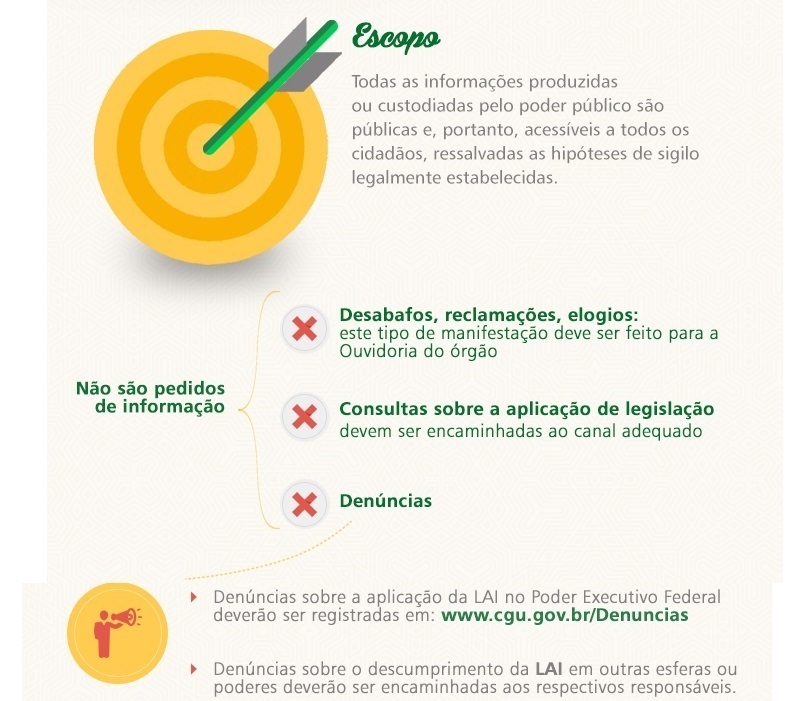 Escopo
Todas as informações produzidas
ou custodiadas pelo poder público são
públicas e, portanto, acessíveis a todos os
cidadãos, ressalvadas as hipóteses de sigilo
legalmente estabelecidas.
Não são pedidos
de informação
Desabafos, reclamações, elogios:
este tipo de manifestação deve ser feito para a
Ouvidoria do órgão
Consultas sobre a aplicação de legislação
devem ser encaminhadas ao canal adequado
Denúncias
Denúncias sobre a aplicação da LAI no Poder Executivo Federal
deverão ser registradas em: www.cgu.gov.br/Denuncias
Denúncias sobre o descumprimento da LAI em outras esferas ou
poderes deverão ser encaminhadas aos respectivos responsáveis.